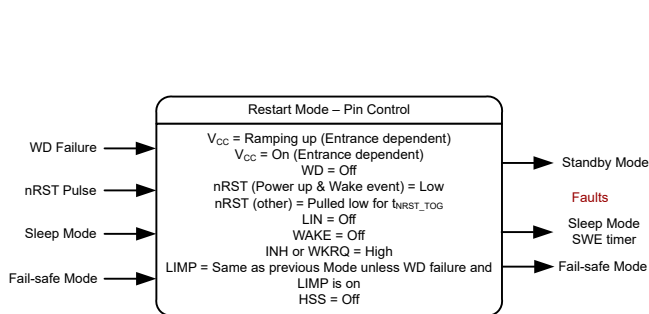 Restart Mode – Pin Control
WD Failure
nRST Pulse
Sleep Mode
Fail-safe Mode
VCC = Ramping up (Entrance dependent)
VCC = On (Entrance dependent)
WD = Off
nRST (Power up & Wake event) = Low
nRST (other) = Pulled low for tNRST_TOG
LIN = Off
WAKE = Off
INH or WKRQ = High
LIMP = Same as previous Mode unless WD failure and
LIMP is on
HSS = Off
Standby Mode
Faults
Sleep Mode
SWE timer
Fail-safe Mode